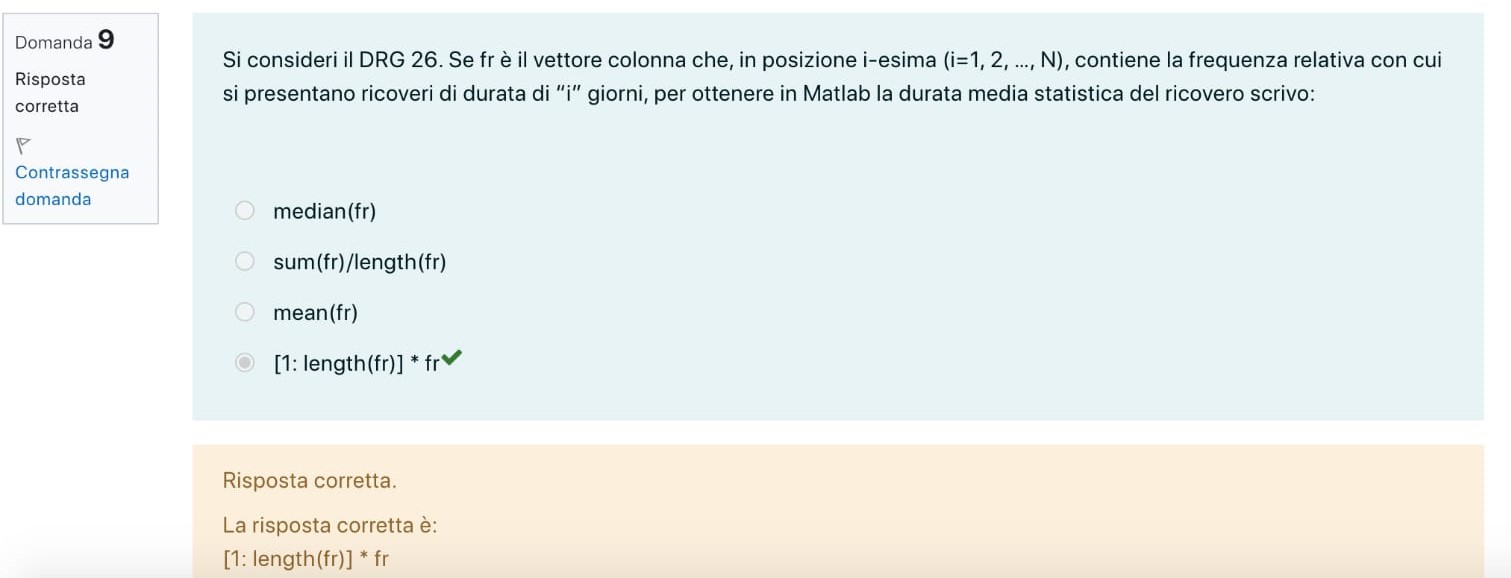 Domanda 9
Risposta
corretta
Contrassegna
domanda
Si consideri il DRG 26. Se fr è il vettore colonna che, in posizione i-esima (i=1, 2, ..., N), contiene la frequenza relativa con cui
si presentano ricoveri di durata di “i” giorni, per ottenere in Matlab la durata media statistica del ricovero scrivo:
median(fr)
sum(fr)/length(fr)
mean(fr)
[1: length(fr)] * fr
Risposta corretta.
La risposta corretta è:
[1: length(fr)] * fr